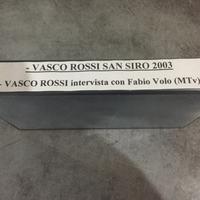 - VASCO ROSSI SAN SIRO 2003
- VASCO ROSSI intervista con Fabio Volo (MTv)